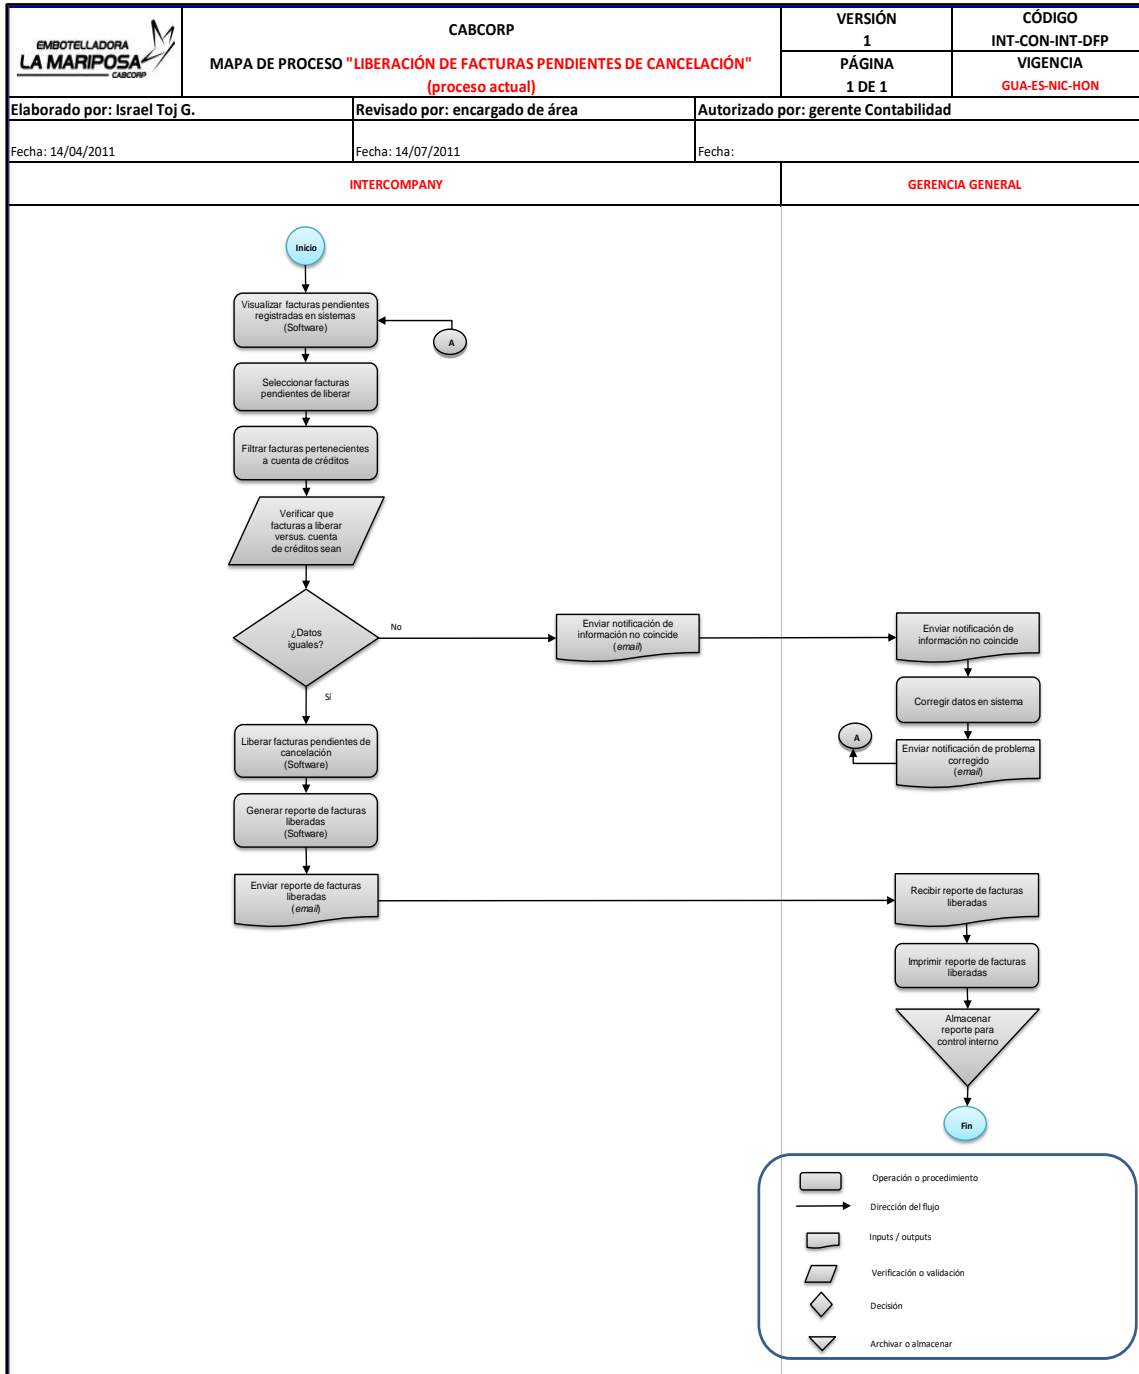 EMBOTELLADORA
LA MARIPOSA
CABCORP
CABCORP
MAPA DE PROCESO "LIBERACIÓN DE FACTURAS PENDIENTES DE CANCELACIÓN"
(proceso actual)
VERSIÓN
1
CÓDIGO
INT-CON-INT-DFP
PÁGINA
1 DE 1
VIGENCIA
GUA-ES-NIC-HON
Elaborado por: Israel Toj G.
Revisado por: encargado de área
Autorizado por: gerente Contabilidad
Fecha: 14/04/2011
Fecha: 14/07/2011
Fecha:
INTERCOMPANY
GERENCIA GENERAL
Inicio
Visualizar facturas pendientes
registradas en sistemas
(Software)
A
Seleccionar facturas
pendientes de liberar
Filtrar facturas pertenecientes
a cuenta de créditos
Verificar que
facturas a liberar
versus. cuenta
de créditos sean
¿Datos
iguales?
No
Enviar notificación de
información no coincide
(email)
Enviar notificación de
información no coincide
Sí
Corregir datos en sistema
A
Enviar notificación de problema
corregido
(email)
Liberar facturas pendientes de
cancelación
(Software)
Generar reporte de facturas
liberadas
(Software)
Enviar reporte de facturas
liberadas
(email)
Recibir reporte de facturas
liberadas
Imprimir reporte de facturas
liberadas
Almacenar
reporte para
control interno
Fin
Operación o procedimiento
Dirección del flujo
Inputs / outputs
Verificación o validación
Decisión
Archivar o almacenar